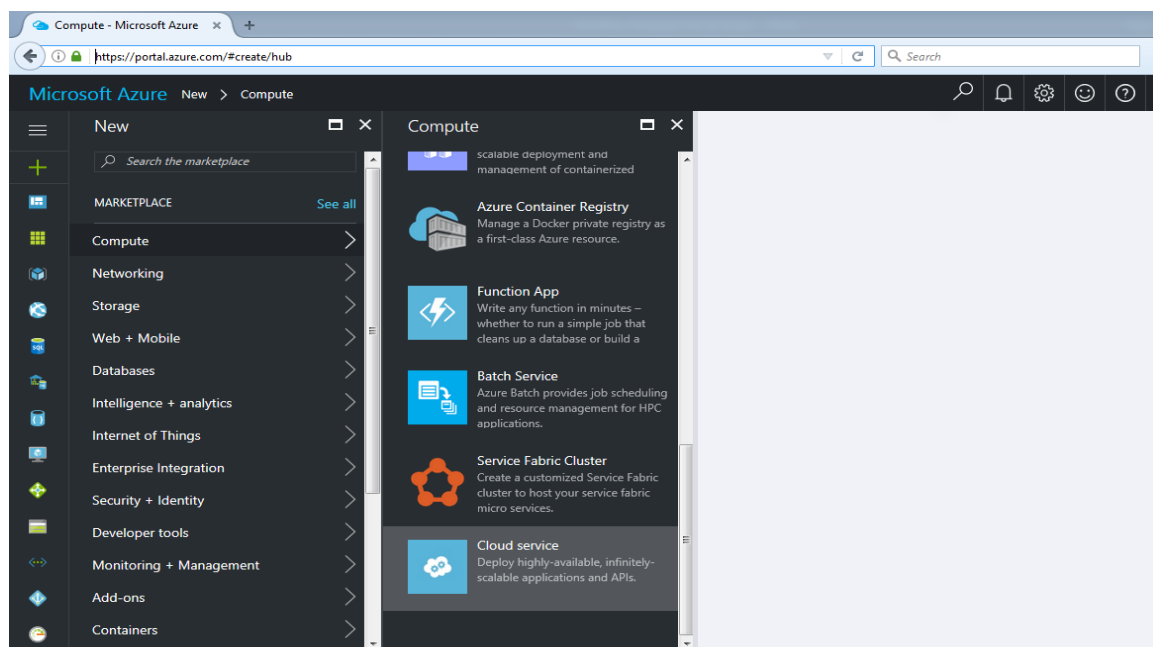 Compute - Microsoft Azure
https://portal.azure.com/#create/hub
Search
Microsoft Azure New > Compute
New
Search the marketplace
MARKETPLACE See all
Compute
Networking
Storage
Web + Mobile
Databases
Intelligence + analytics
Internet of Things
Enterprise Integration
Security + Identity
Developer tools
Monitoring + Management
Add-ons
Containers
SQL
Compute
scalable deployment and
management of containerized
Azure Container Registry
Manage a Docker private registry as
a first-class Azure resource.
Function App
Write any function in minutes –
whether to run a simple job that
cleans up a database or build a
Batch Service
Azure Batch provides job scheduling
and resource management for HPC
applications.
Service Fabric Cluster
Create a customized Service Fabric
cluster to host your service fabric
micro services.
Cloud service
Deploy highly-available, infinitely-
scalable applications and APIs.